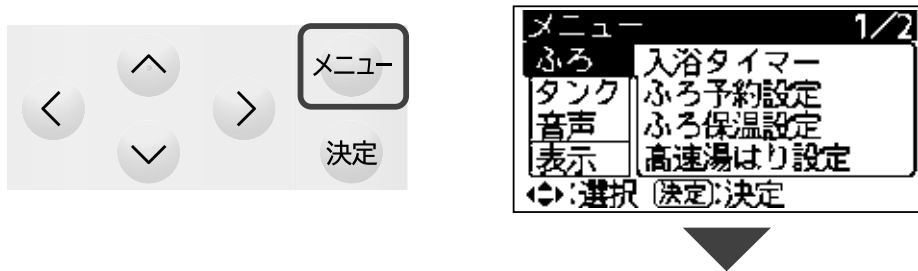 メニュー
決定
メニュー 1/2
ふろ 入浴タイマー
タンク ふろ予約設定
音声 ふろ保温設定
表示 高速湯はり設定
:選択 決定:決定